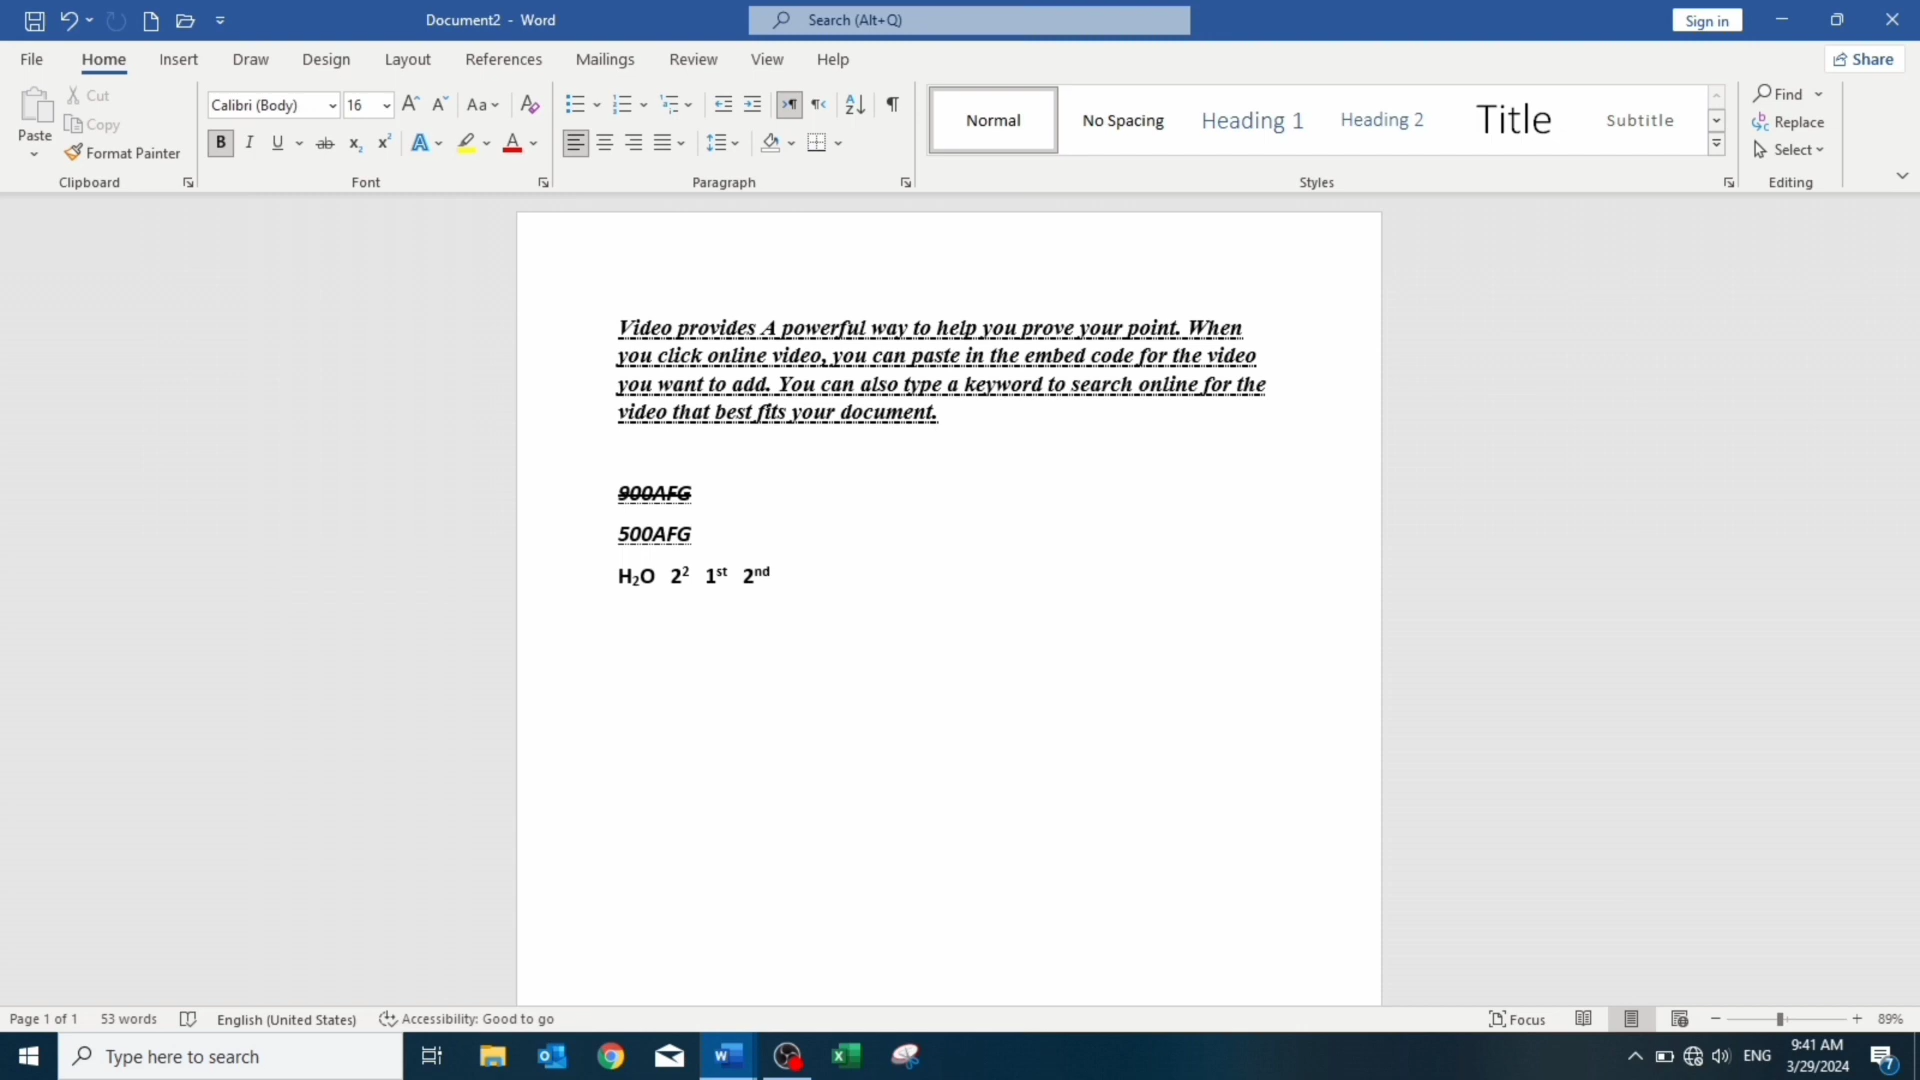 Document2 - Word
Search (Alt+Q)
Sign in
File Home Insert Draw Design Layout References Mailings Review View Help
Share
Paste
Cut
Copy
Format Painter
Clipboard
Calibri (Body) 16 Aa
B I U ab x₂ x² A A
Font
Paragraph
Normal No Spacing Heading 1 Heading 2 Title Subtitle
Styles
Find
Replace
Select
Editing
Video provides A powerful way to help you prove your point. When
you click online video, you can paste in the embed code for the video
you want to add. You can also type a keyword to search online for the
video that best fits your document.
900AFG
500AFG
H₂O 2² 1ˢᵗ 2ⁿᵈ
Page 1 of 1 53 words English (United States) Accessibility: Good to go
Focus
89%
Type here to search
ENG
9:41 AM
3/29/2024
7